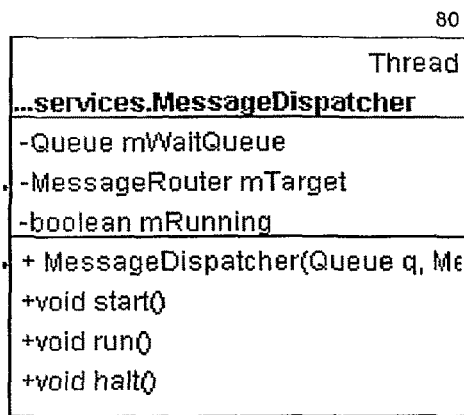 80
Thread
...services.MessageDispatcher
-Queue mWaitQueue
-MessageRouter mTarget
-boolean mRunning
+ MessageDispatcher(Queue q, Me
+void start()
+void run()
+void halt()